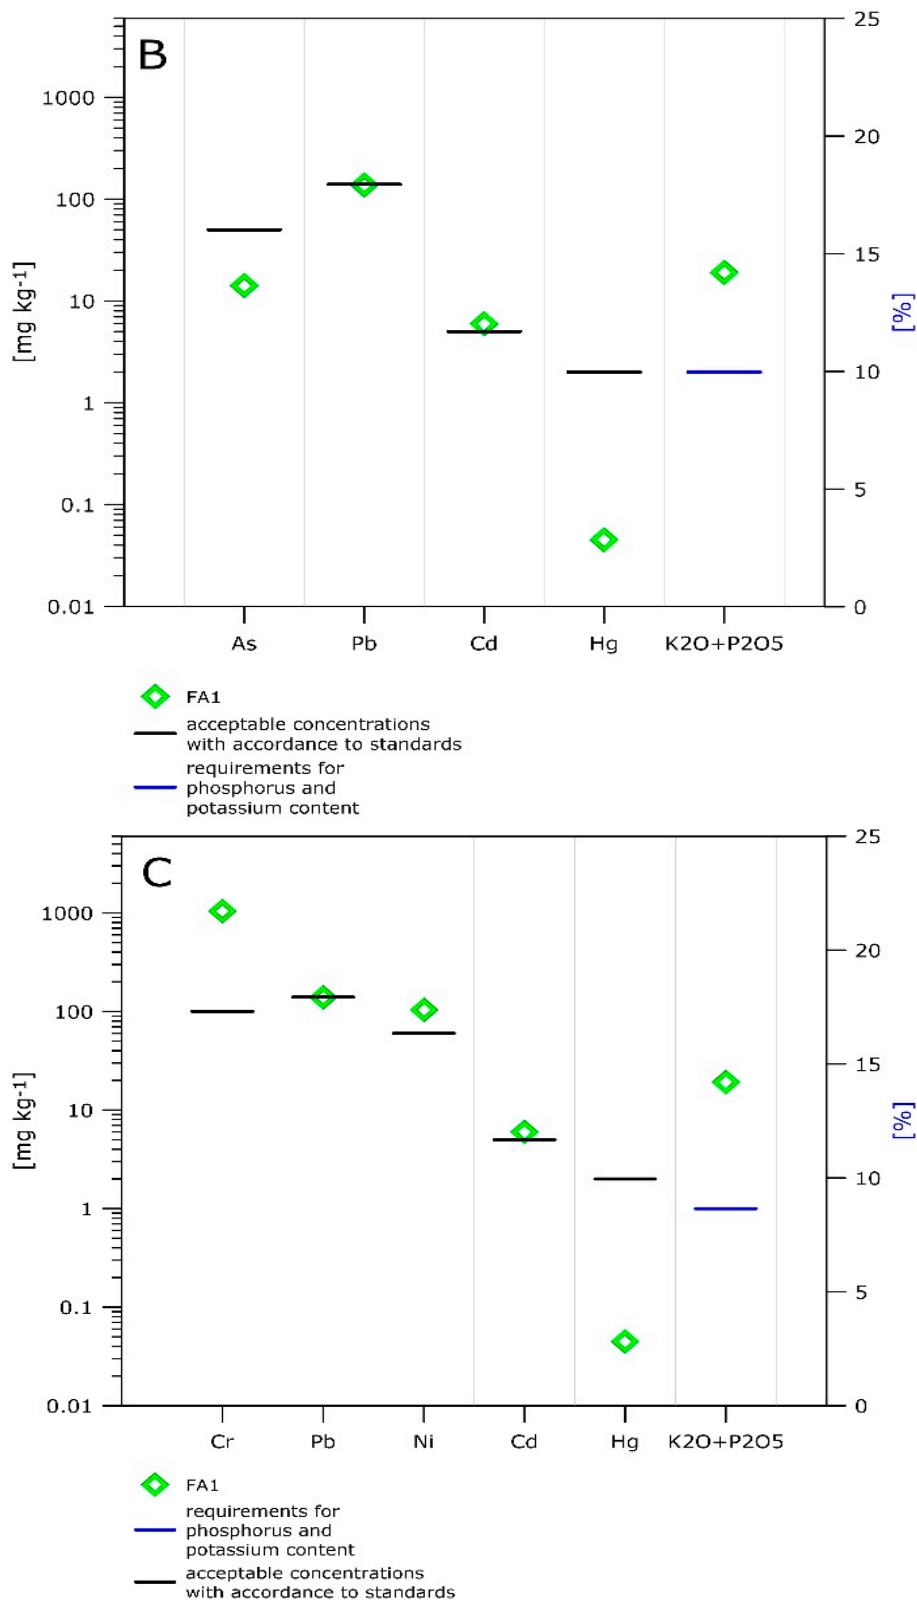 B
1000
100
10
1
0.1
0.01
[mg kg-1]
25
20
15
10
5
0
[%]
As Pb Cd Hg K2O+P2O5
FA1
acceptable concentrations
with accordance to standards
requirements for
phosphorus and
potassium content
C
1000
100
10
1
0.1
0.01
[mg kg-1]
25
20
15
10
5
0
[%]
Cr Pb Ni Cd Hg K2O+P2O5
FA1
requirements for
phosphorus and
potassium content
acceptable concentrations
with accordance to standards